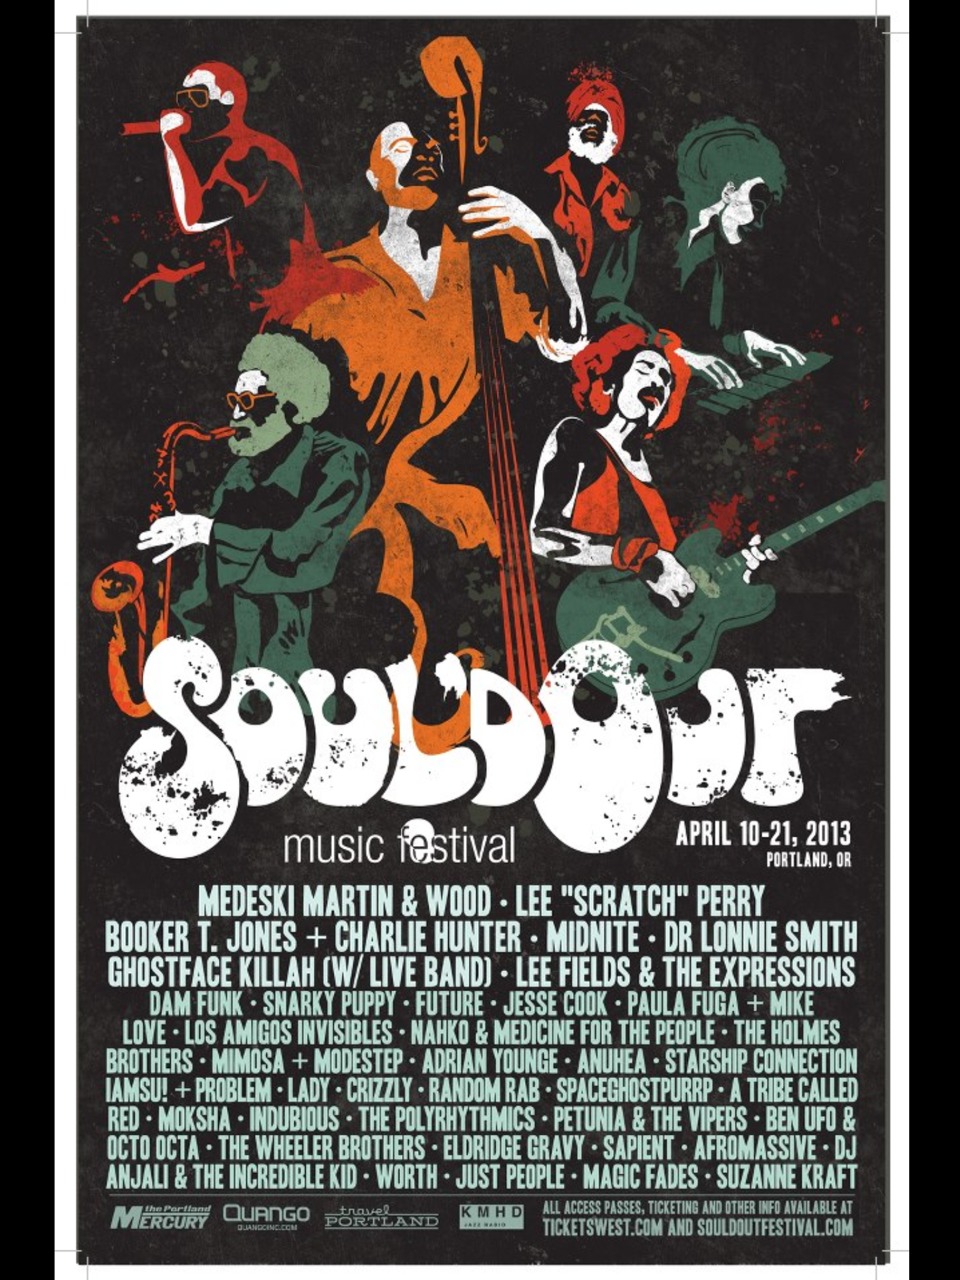 SOUL'D OUT
music festival
APRIL 10-21, 2013
PORTLAND, OR
MEDESKI MARTIN & WOOD · LEE "SCRATCH" PERRY
BOOKER T. JONES + CHARLIE HUNTER · MIDNITE · DR LONNIE SMITH
GHOSTFACE KILLAH (W/ LIVE BAND) · LEE FIELDS & THE EXPRESSIONS
DAM FUNK · SNARKY PUPPY · FUTURE · JESSE COOK · PAULA FUGA + MIKE
LOVE · LOS AMIGOS INVISIBLES · NAHKO & MEDICINE FOR THE PEOPLE · THE HOLMES
BROTHERS · MIMOSA + MODESTEP · ADRIAN YOUNGE · ANUHEA · STARSHIP CONNECTION
IAMSU! + PROBLEM · LADY · CRIZZLY · RANDOM RAB · SPACEGHOSTPURRP · A TRIBE CALLED
RED · MOKSHA · INDUBIOUS · THE POLYRHYTHMICS · PETUNIA & THE VIPERS · BEN UFO &
OCTO OCTA · THE WHEELER BROTHERS · ELDRIDGE GRAVY · SAPIENT · AFROMASSIVE · DJ
ANJALI & THE INCREDIBLE KID · WORTH · JUST PEOPLE · MAGIC FADES · SUZANNE KRAFT
the Portland
MERCURY
QUANGO
QUANGOINC.COM
travel
PORTLAND
KMHD
JAZZ RADIO
ALL ACCESS PASSES, TICKETING AND OTHER INFO AVAILABLE AT
TICKETSWEST.COM AND SOULDOUTFESTIVAL.COM